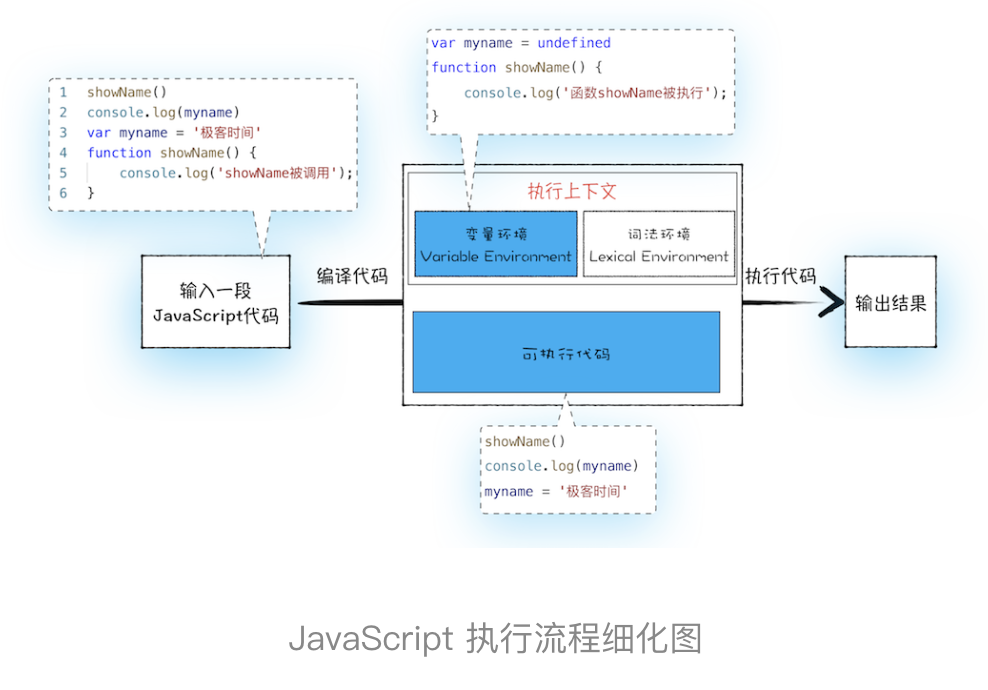 var myname = undefined
function showName() {
console.log('函数showName被执行');
}
1 showName()
2 console.log(myname)
3 var myname = '极客时间'
4 function showName() {
5 console.log('showName被调用');
6 }
执行上下文
变量环境
Variable Environment
词法环境
Lexical Environment
输入一段
JavaScript代码
编译代码
可执行代码
执行代码
输出结果
showName()
console.log(myname)
myname = '极客时间'
JavaScript 执行流程细化图